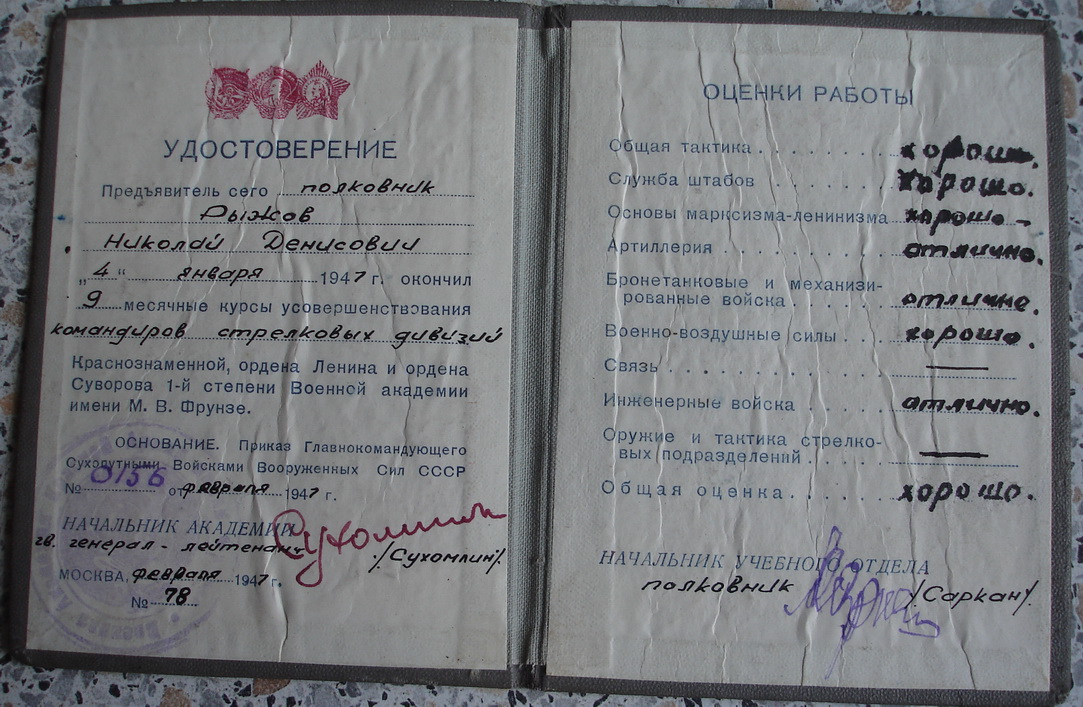 УДОСТОВЕРЕНИЕ
Предъявитель сего полковник
Рыжов
Николай Денисович
„4“ января 1947 г. окончил
9 месячные курсы усовершенствования
командиров стрелковых дивизий
Краснознаменной, ордена Ленина и ордена
Суворова 1-й степени Военной академии
имени М. В. Фрунзе.
ОСНОВАНИЕ. Приказ Главнокомандующего
Сухопутными Войсками Вооруженных Сил СССР
№ 0156 от февраля 1947 г.
НАЧАЛЬНИК АКАДЕМИИ
гв. генерал-лейтенант Сухомлин /Сухомлин/
МОСКВА, февраля 1947 г.
№ 78
ОЦЕНКИ РАБОТЫ
Общая тактика хорошо.
Служба штабов хорошо.
Основы марксизма-ленинизма хорошо -
Артиллерия отлично.
Бронетанковые и механизи-
рованные войска отлично.
Военно-воздушные силы хорошо.
Связь —
Инженерные войска отлично.
Оружие и тактика стрелко-
вых подразделений —
Общая оценка хорошо.
НАЧАЛЬНИК УЧЕБНОГО ОТДЕЛА
полковник /Саркан/.